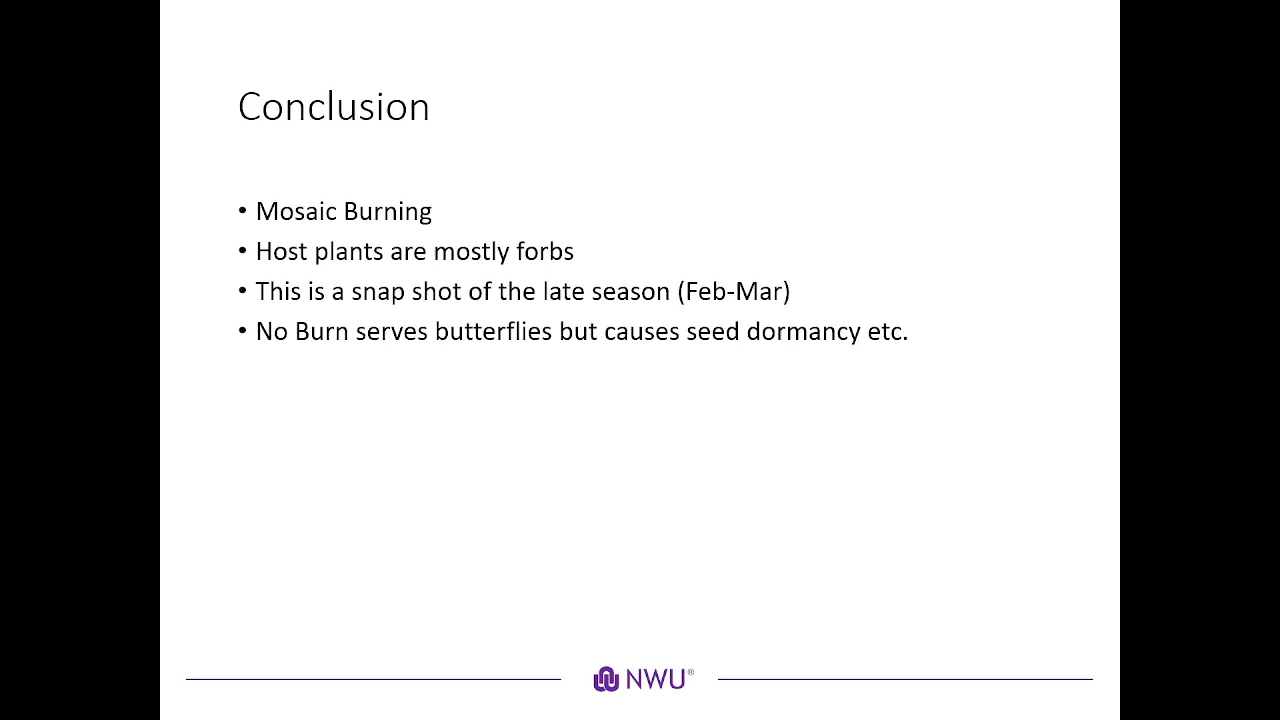 Conclusion
• Mosaic Burning
• Host plants are mostly forbs
• This is a snap shot of the late season (Feb-Mar)
• No Burn serves butterflies but causes seed dormancy etc.
NWU®